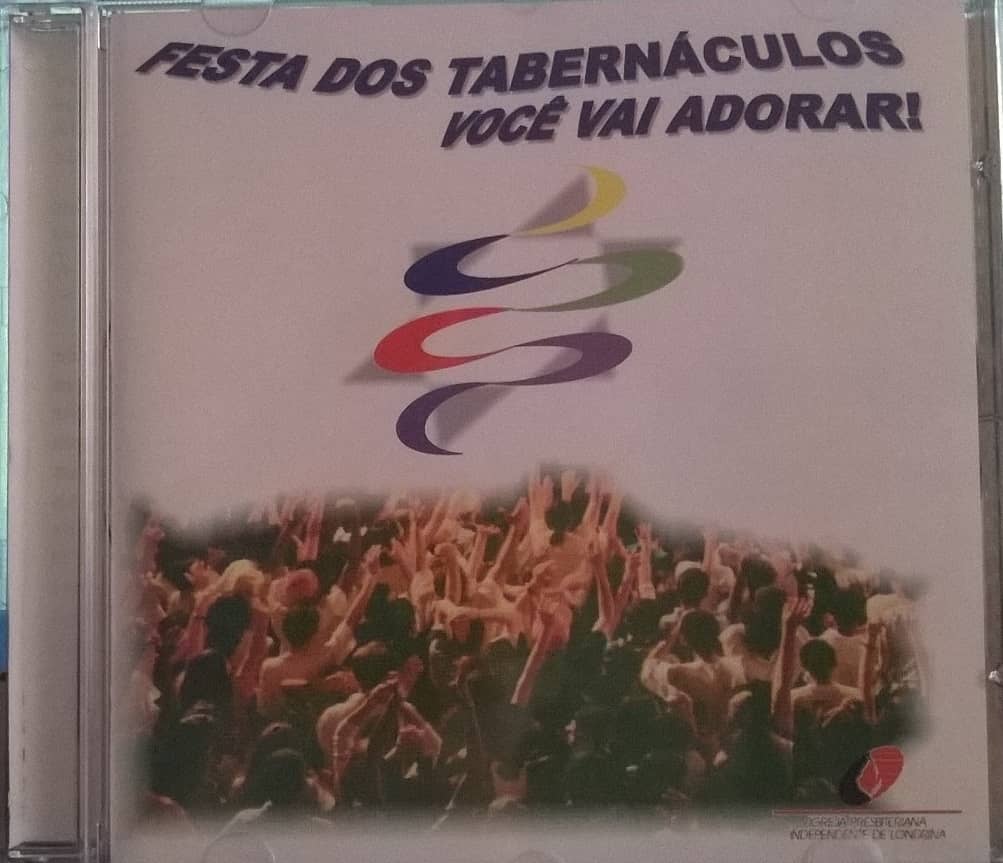 FESTA DOS TABERNÁCULOS
VOCÊ VAI ADORAR!
IGREJA PRESBITERIANA
INDEPENDENTE DE LONDRINA